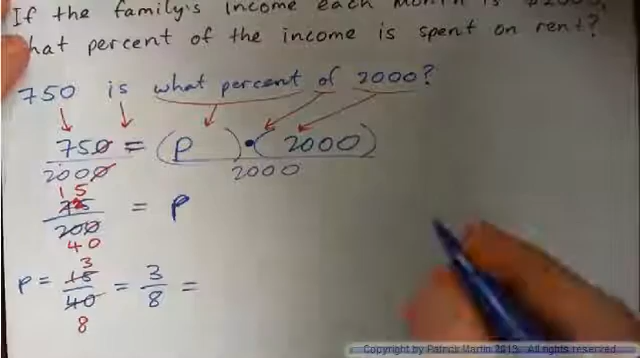 If the family's income each month is $2000,
what percent of the income is spent on rent?
750 is what percent of 2000?
750 = (p) • (2000)
2000 2000
15
75 = p
200
40
3
p = 15 = 3 =
40 8
8
Copyright by Patrick Martin 2013. All rights reserved